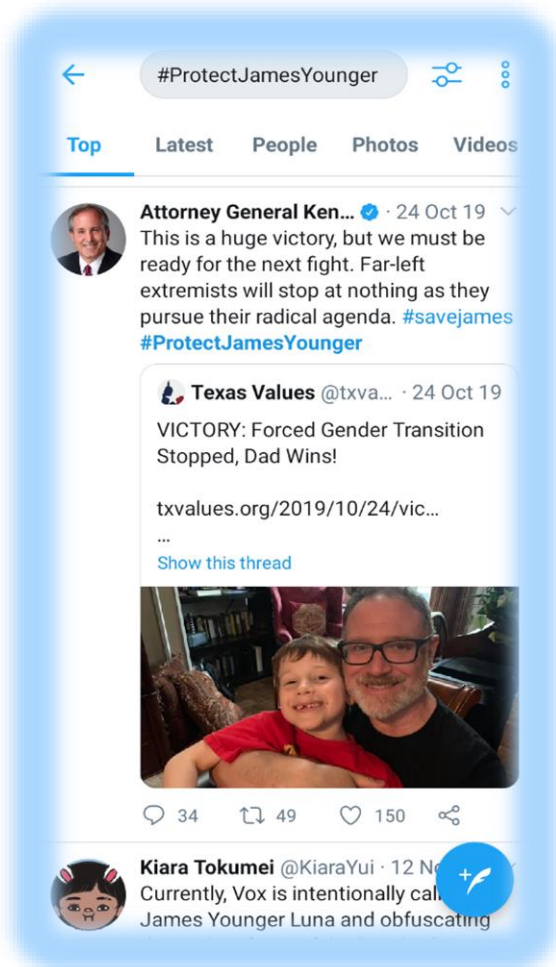 #ProtectJamesYounger
Top Latest People Photos Videos
Attorney General Ken... · 24 Oct 19
This is a huge victory, but we must be
ready for the next fight. Far-left
extremists will stop at nothing as they
pursue their radical agenda. #savejames
#ProtectJamesYounger
Texas Values @txva... · 24 Oct 19
VICTORY: Forced Gender Transition
Stopped, Dad Wins!
txvalues.org/2019/10/24/vic...
...
Show this thread
34 49 150
Kiara Tokumei @KiaraYui · 12
Currently, Vox is intentionally
James Younger Luna and obfuscating